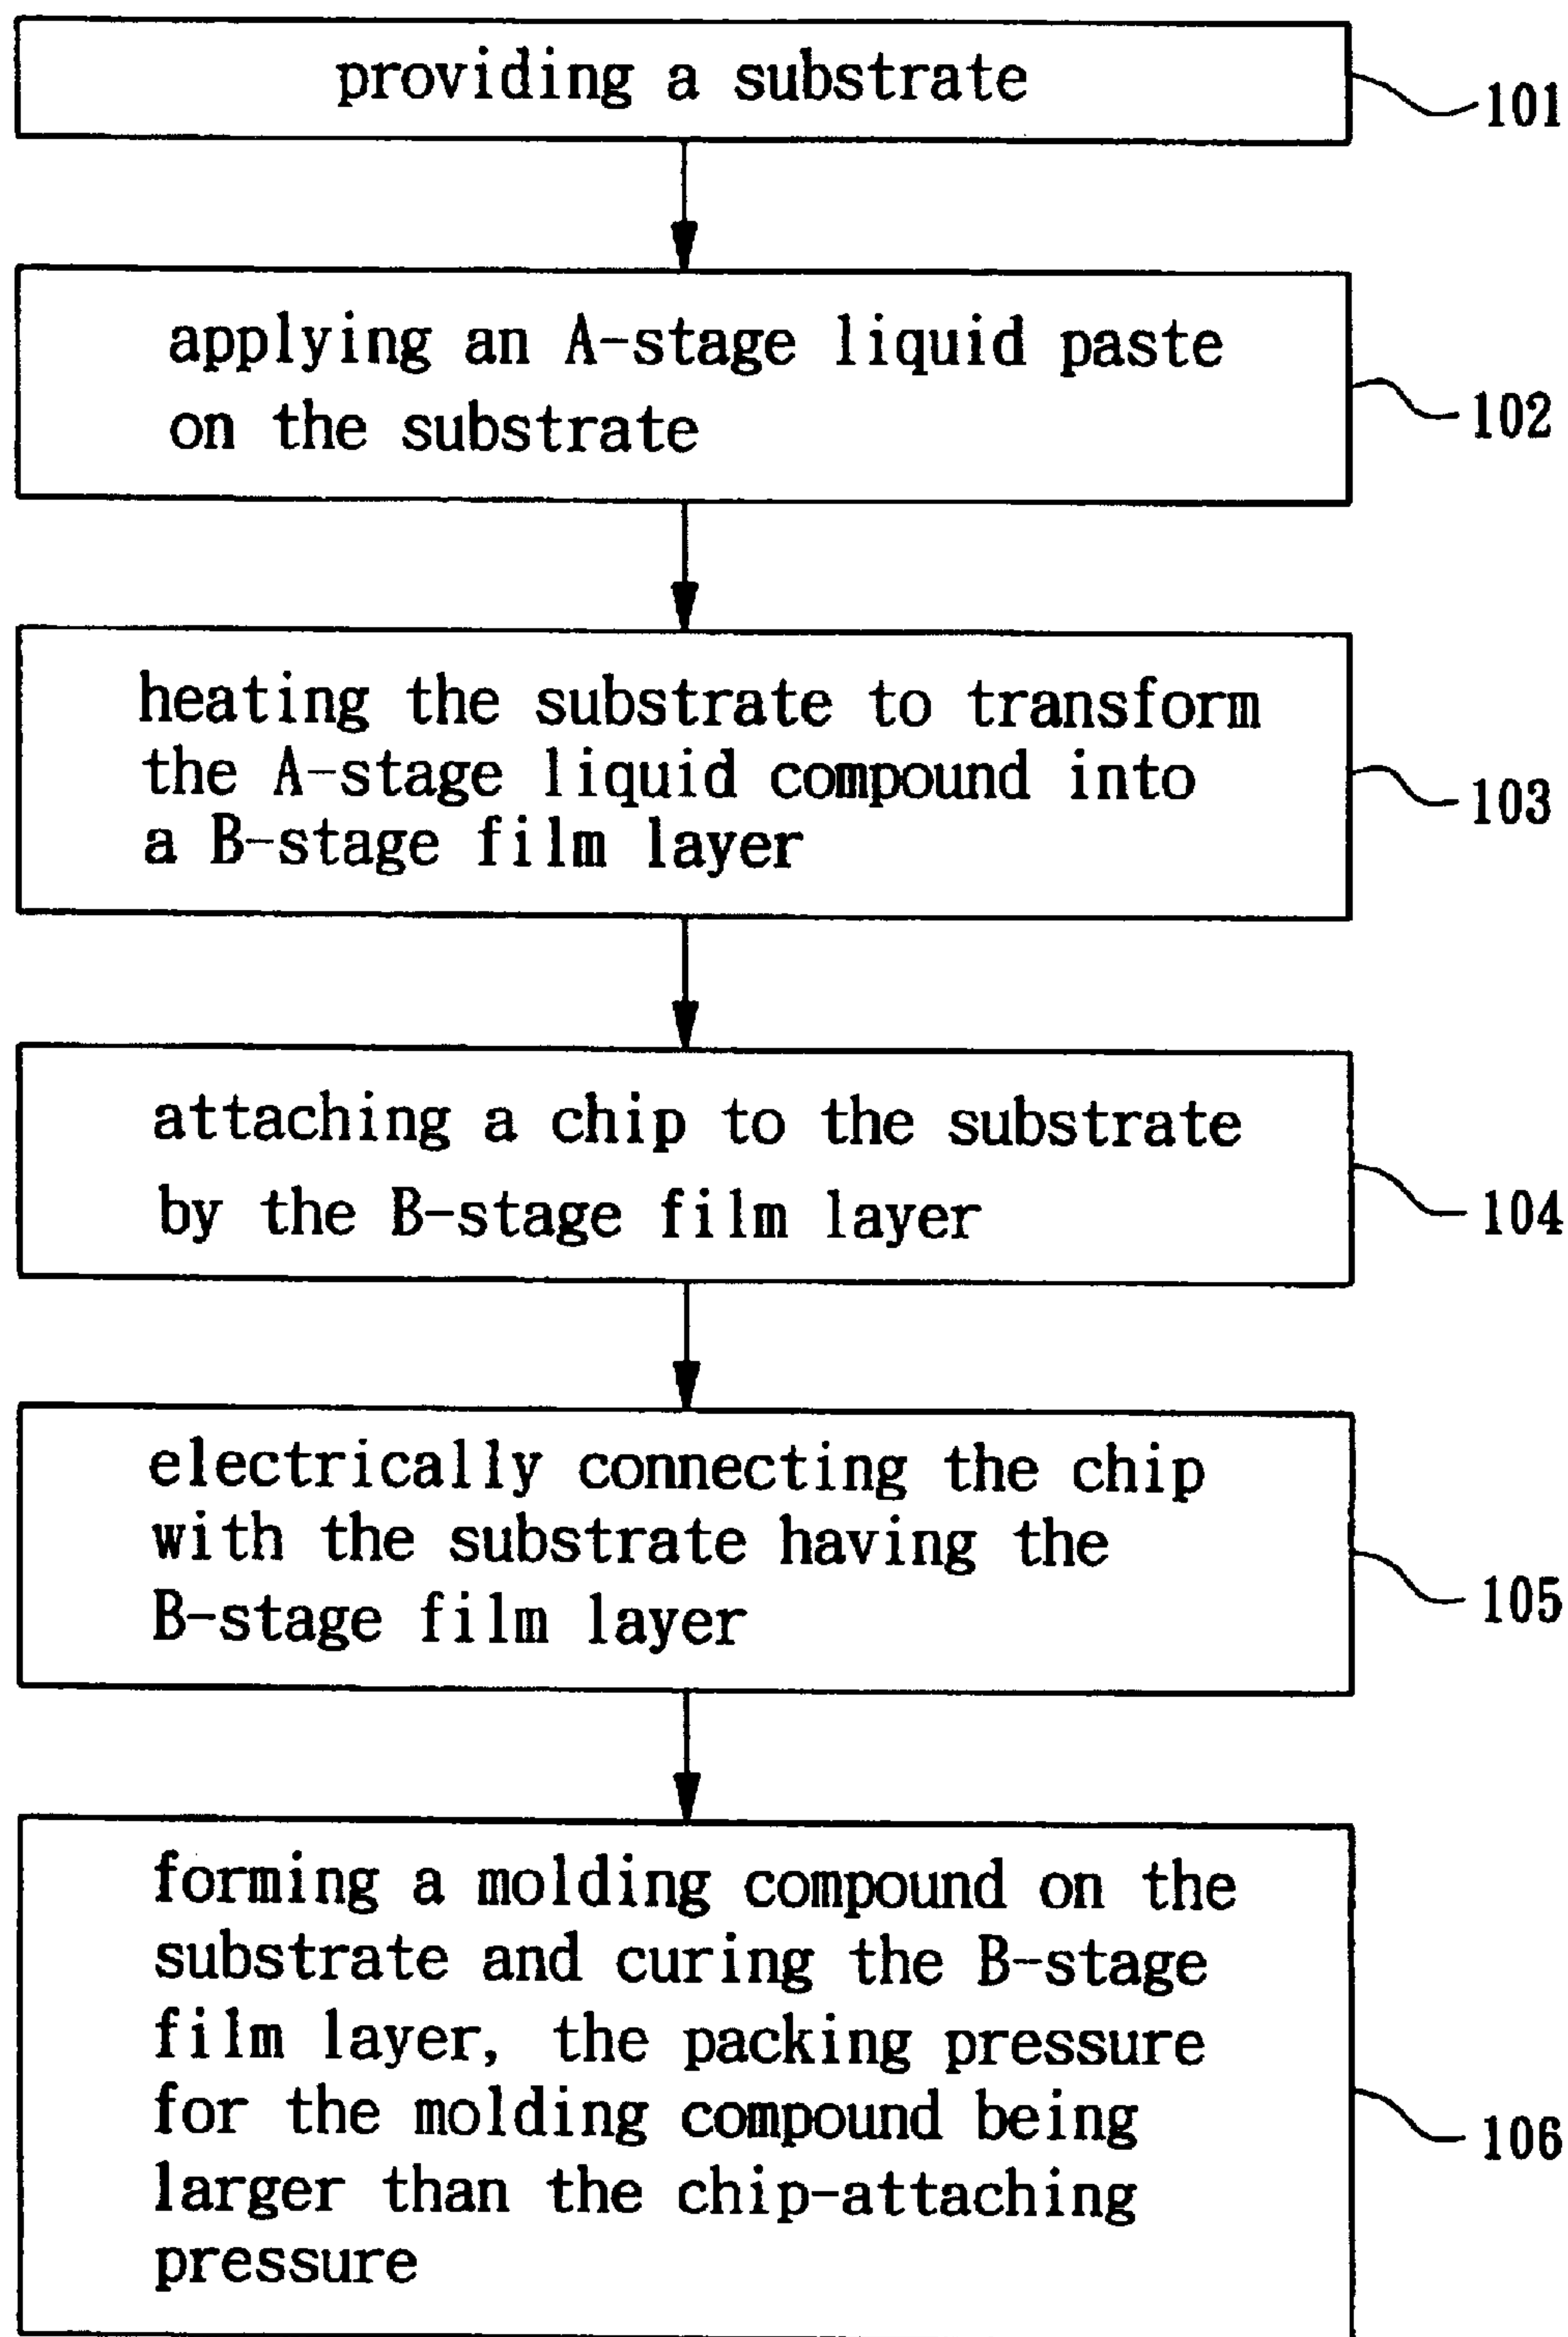 providing a substrate
101
applying an A-stage liquid paste
on the substrate
102
heating the substrate to transform
the A-stage liquid compound into
a B-stage film layer
103
attaching a chip to the substrate
by the B-stage film layer
104
electrically connecting the chip
with the substrate having the
B-stage film layer
105
forming a molding compound on the
substrate and curing the B-stage
film layer, the packing pressure
for the molding compound being
larger than the chip-attaching
pressure
106